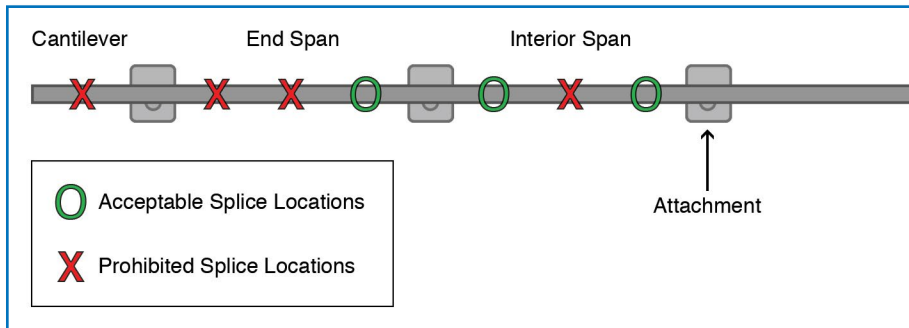 Cantilever
End Span
Interior Span
X
X
X
O
O
X
O
O Acceptable Splice Locations
X Prohibited Splice Locations
Attachment